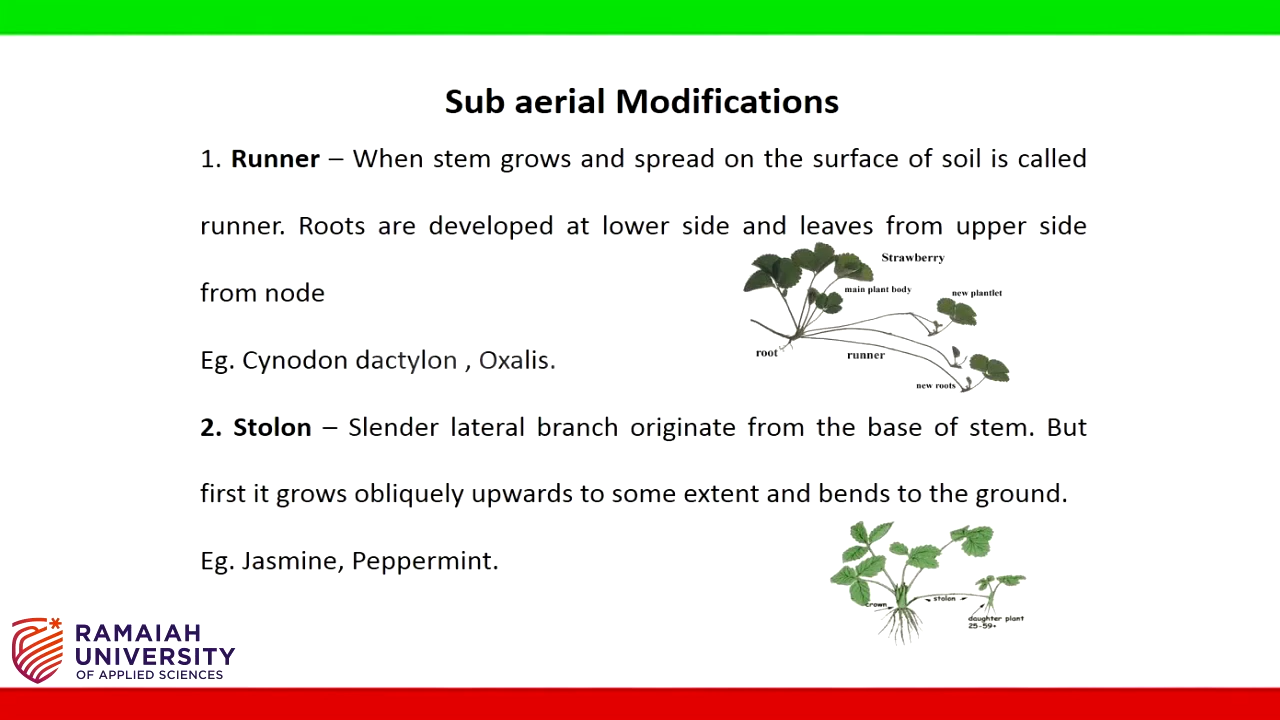 Sub aerial Modifications
1. Runner – When stem grows and spread on the surface of soil is called
runner. Roots are developed at lower side and leaves from upper side
from node
Strawberry
main plant body
new plantlet
root
runner
new roots
Eg. Cynodon dactylon , Oxalis.
2. Stolon – Slender lateral branch originate from the base of stem. But
first it grows obliquely upwards to some extent and bends to the ground.
Eg. Jasmine, Peppermint.
crown
stolon
daughter plant
25-59+
RAMAIAH
UNIVERSITY
OF APPLIED SCIENCES